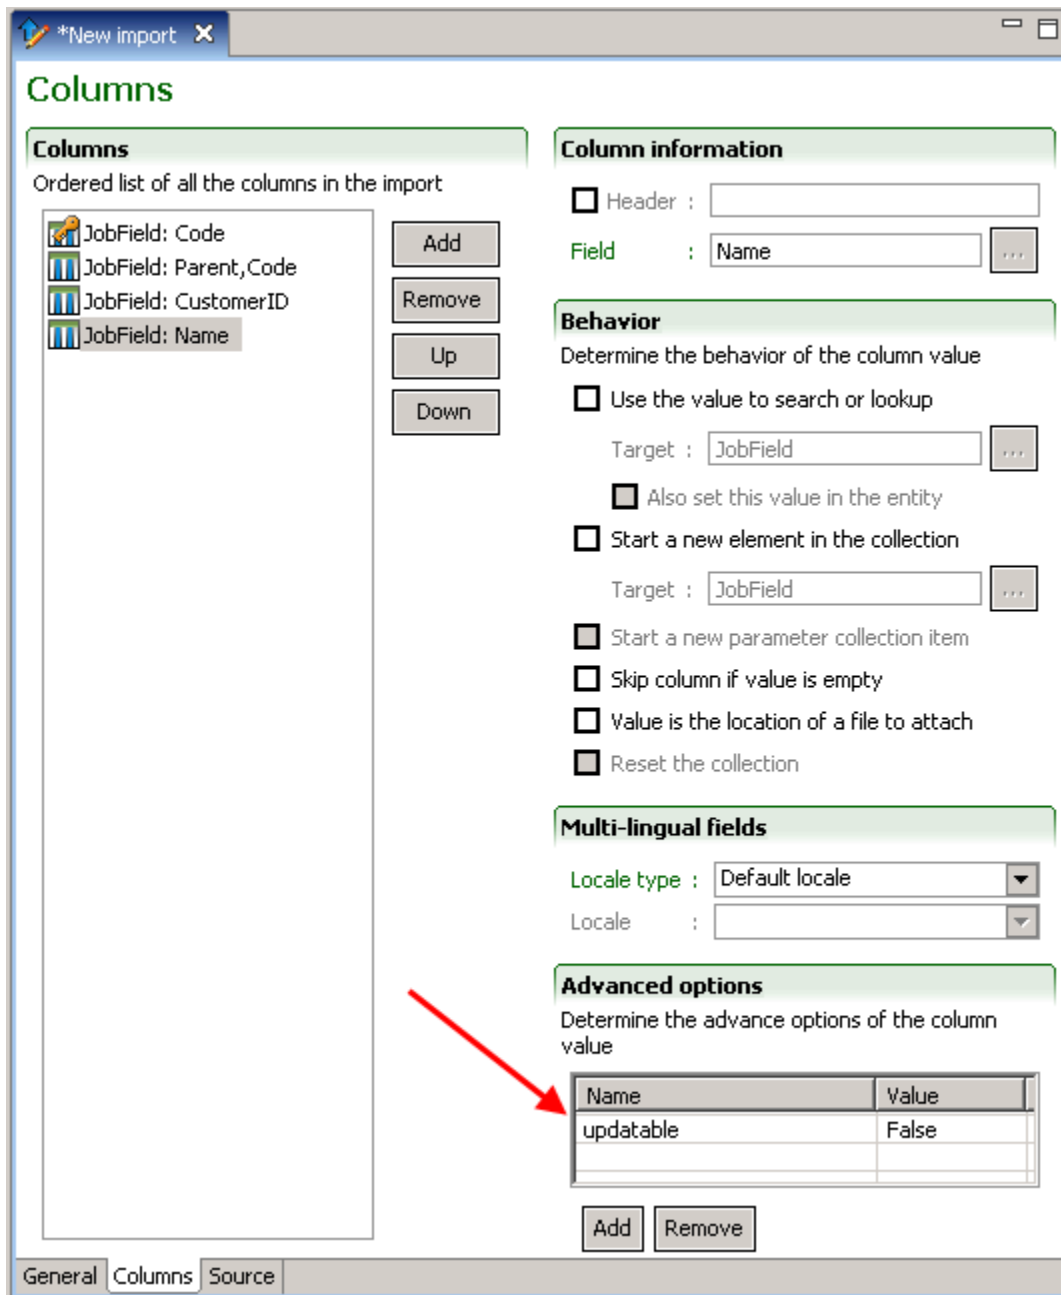 *New import
Columns
Columns
Ordered list of all the columns in the import
JobField: Code
JobField: Parent,Code
JobField: CustomerID
JobField: Name
Add
Remove
Up
Down
Column information
Header :
Field : Name ...
Behavior
Determine the behavior of the column value
Use the value to search or lookup
Target : JobField ...
Also set this value in the entity
Start a new element in the collection
Target : JobField ...
Start a new parameter collection item
Skip column if value is empty
Value is the location of a file to attach
Reset the collection
Multi-lingual fields
Locale type : Default locale
Locale :
Advanced options
Determine the advance options of the column
value
Name Value
updatable False
Add Remove
General Columns Source